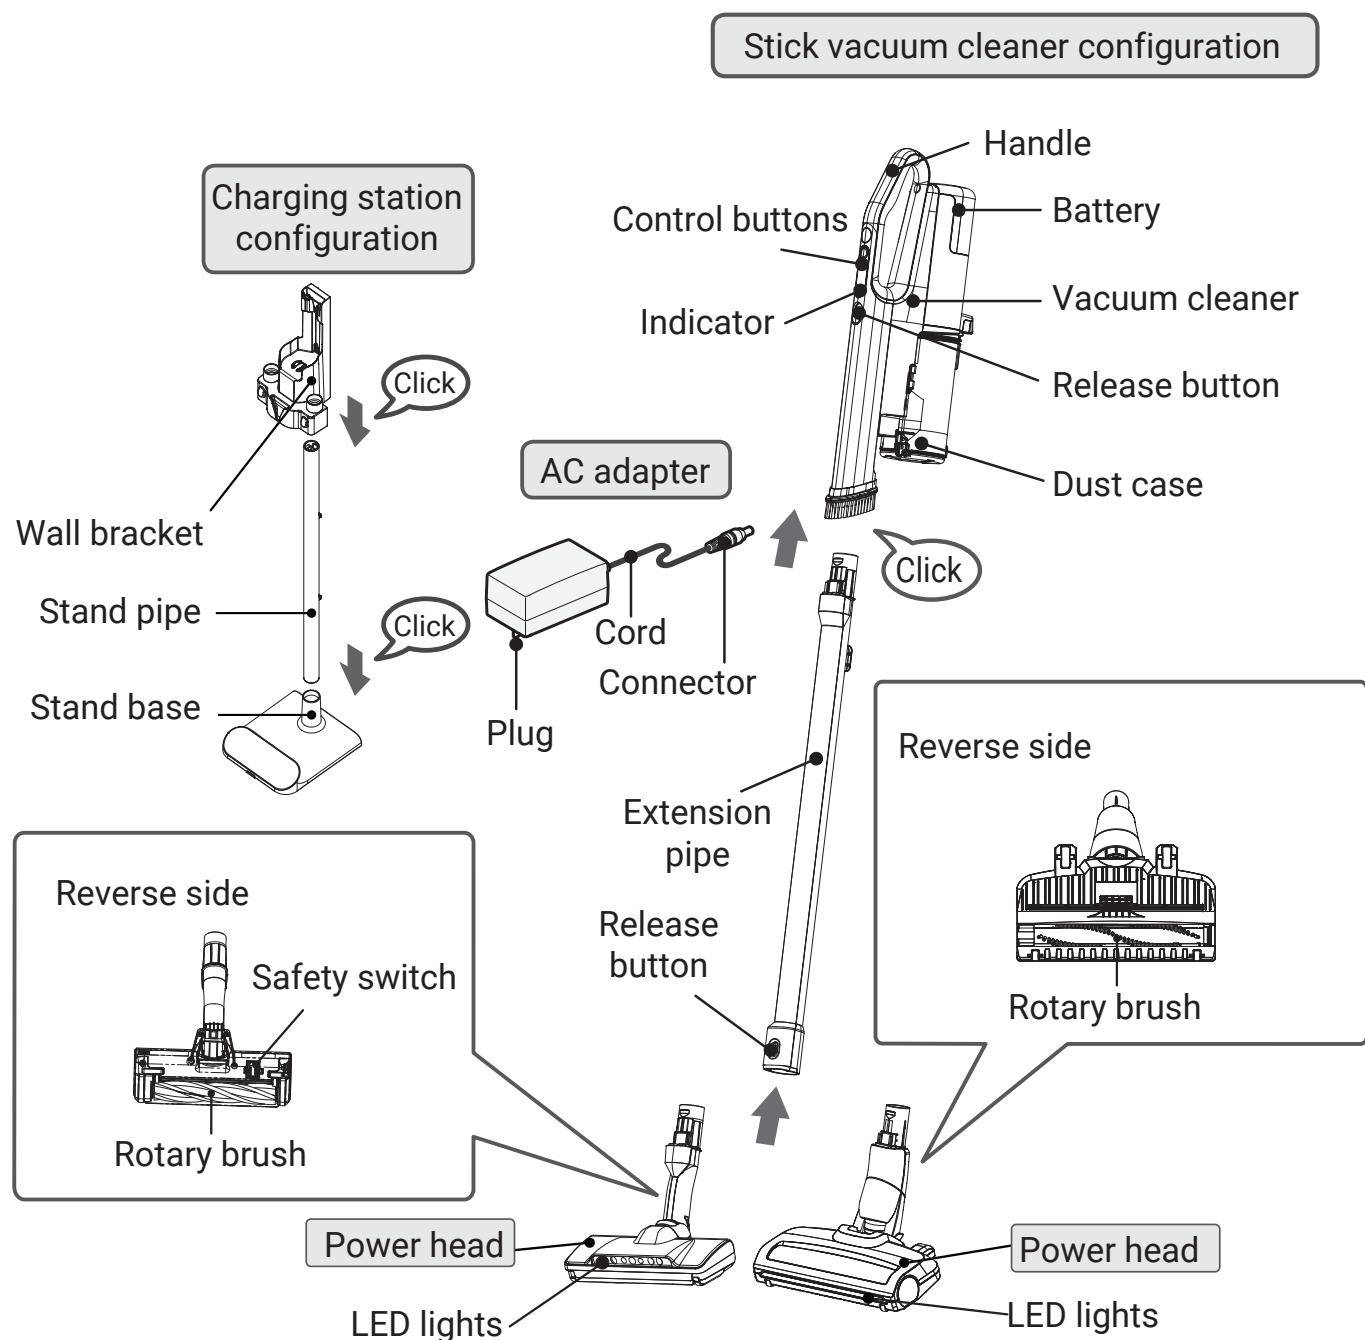 Stick vacuum cleaner configuration
Handle
Battery
Control buttons
Vacuum cleaner
Indicator
Release button
Dust case
Click
Charging station
configuration
Click
Wall bracket
Stand pipe
Click
Stand base
AC adapter
Cord
Connector
Plug
Extension
pipe
Release
button
Reverse side
Rotary brush
Reverse side
Safety switch
Rotary brush
Power head
LED lights
Power head
LED lights